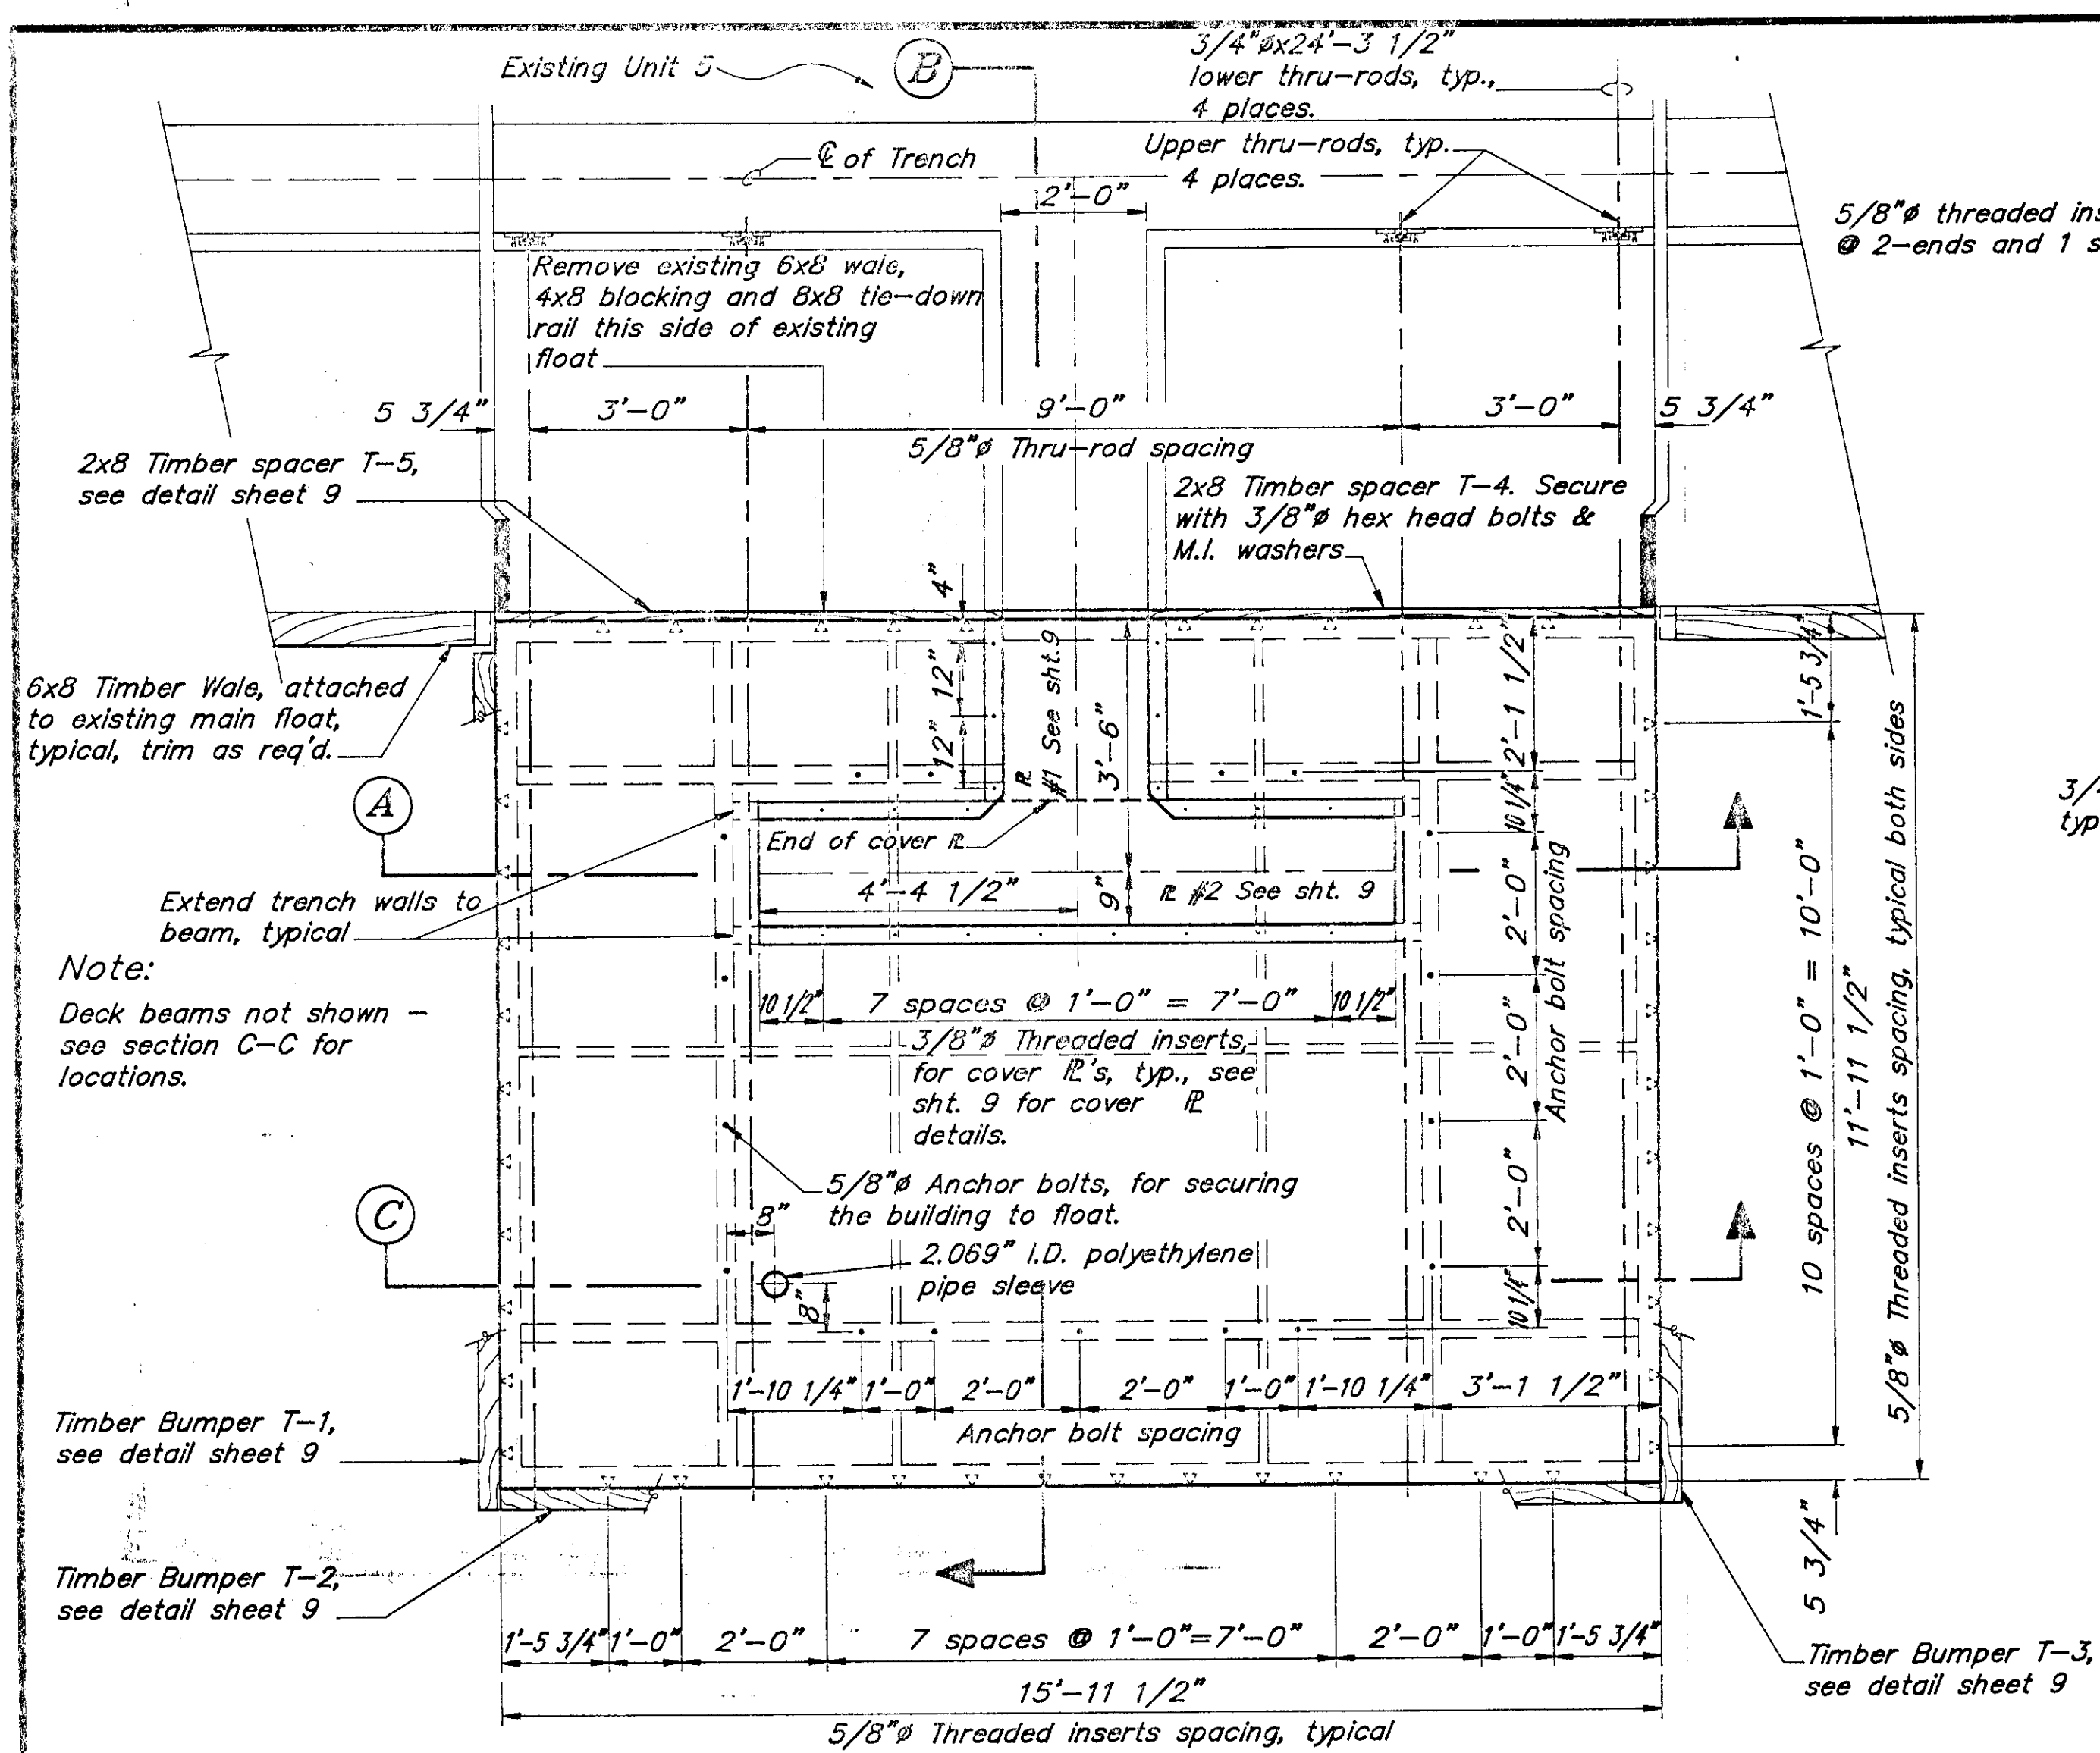 Existing Unit 5
B
3/4"øx24'-3 1/2"
lower thru-rods, typ.,
4 places.
℄ of Trench
Upper thru-rods, typ.
4 places.
2'-0"
5/8"ø threaded
@ 2-ends and 1
Remove existing 6x8 wale,
4x8 blocking and 8x8 tie-down
rail this side of existing
float
5 3/4"
3'-0"
9'-0"
3'-0"
5 3/4"
5/8"ø Thru-rod spacing
2x8 Timber spacer T-5,
see detail sheet 9
2x8 Timber spacer T-4. Secure
with 3/8"ø hex head bolts &
M.I. washers
4"
12"
12"
℞ #1 See sht.9
3'-6"
2'-1 1/2"
1'-5 3/4"
6x8 Timber Wale, attached
to existing main float,
typical, trim as req'd.
A
10 1/4"
End of cover ℞
4'-4 1/2"
9"
℞ #2 See sht. 9
Extend trench walls to
beam, typical
2'-0"
2'-0"
2'-0"
10 1/4"
Anchor bolt spacing
10 spaces @ 1'-0" = 10'-0"
11'-11 1/2"
5/8"ø Threaded inserts spacing, typical both sides
3/4
typ
Note:
Deck beams not shown -
see section C-C for
locations.
10 1/2"
7 spaces @ 1'-0" = 7'-0"
10 1/2"
3/8"ø Threaded inserts,
for cover ℞'s, typ., see
sht. 9 for cover ℞
details.
5/8"ø Anchor bolts, for securing
the building to float.
C
8"
2.069" I.D. polyethylene
pipe sleeve
8"
1'-10 1/4"
1'-0"
2'-0"
2'-0"
1'-0"
1'-10 1/4"
3'-1 1/2"
Anchor bolt spacing
Timber Bumper T-1,
see detail sheet 9
Timber Bumper T-2,
see detail sheet 9
5 3/4"
Timber Bumper T-3,
see detail sheet 9
1'-5 3/4"
1'-0"
2'-0"
7 spaces @ 1'-0"=7'-0"
2'-0"
1'-0"
1'-5 3/4"
15'-11 1/2"
5/8"ø Threaded inserts spacing, typical